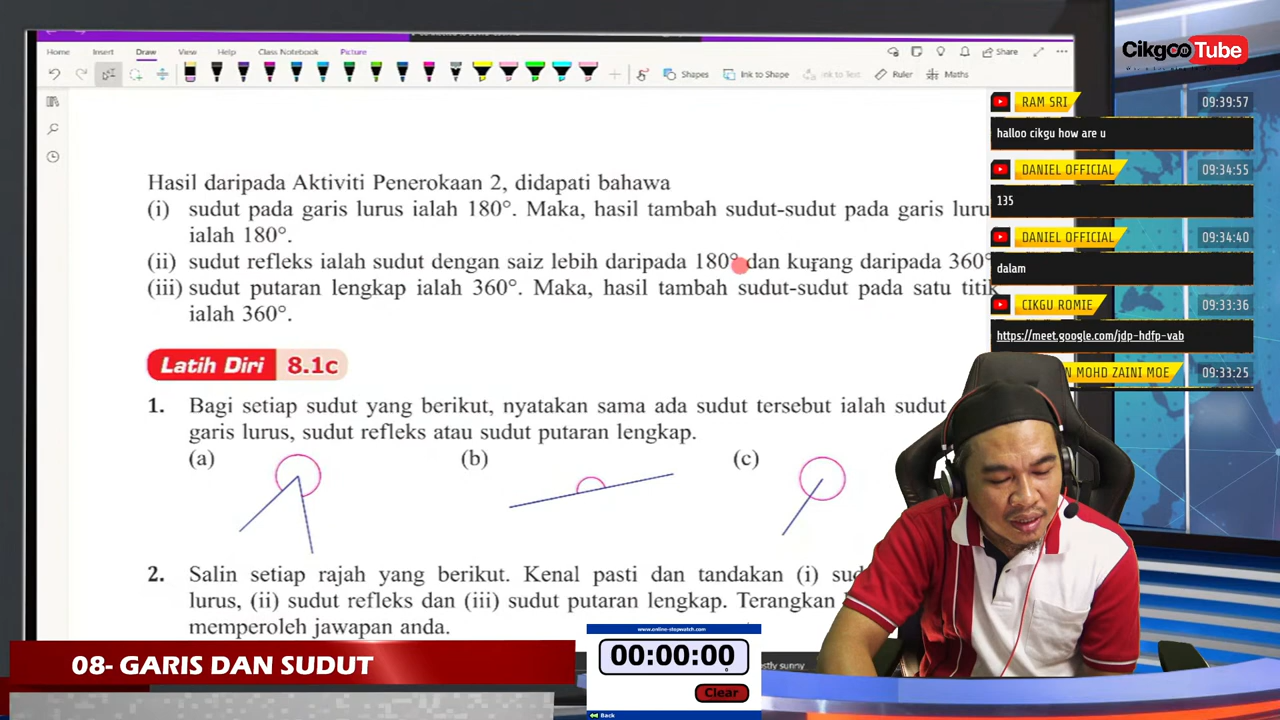 Home Insert Draw View Help Class Notebook Picture
Share
Shapes Ink to Shape Ink to Text Ruler Maths
CikgooTube
Hasil daripada Aktiviti Penerokaan 2, didapati bahawa
(i) sudut pada garis lurus ialah 180°. Maka, hasil tambah sudut-sudut pada garis luru
ialah 180°.
(ii) sudut refleks ialah sudut dengan saiz lebih daripada 180° dan kurang daripada 360°
(iii) sudut putaran lengkap ialah 360°. Maka, hasil tambah sudut-sudut pada satu titik
ialah 360°.
Latih Diri 8.1c
1. Bagi setiap sudut yang berikut, nyatakan sama ada sudut tersebut ialah sudut
garis lurus, sudut refleks atau sudut putaran lengkap.
(a) (b) (c)
2. Salin setiap rajah yang berikut. Kenal pasti dan tandakan (i)
lurus, (ii) sudut refleks dan (iii) sudut putaran lengkap. Terangkan
memperoleh jawapan anda.
RAM SRI 09:39:57
halloo cikgu how are u
DANIEL OFFICIAL 09:34:55
135
DANIEL OFFICIAL 09:34:40
dalam
CIKGU ROMIE 09:33:36
https://meet.google.com/jdp-hdfp-vab
N MOHD ZAINI MOE 09:33:25
08- GARIS DAN SUDUT
www.online-stopwatch.com
00:00:00
Clear
Back
sunny